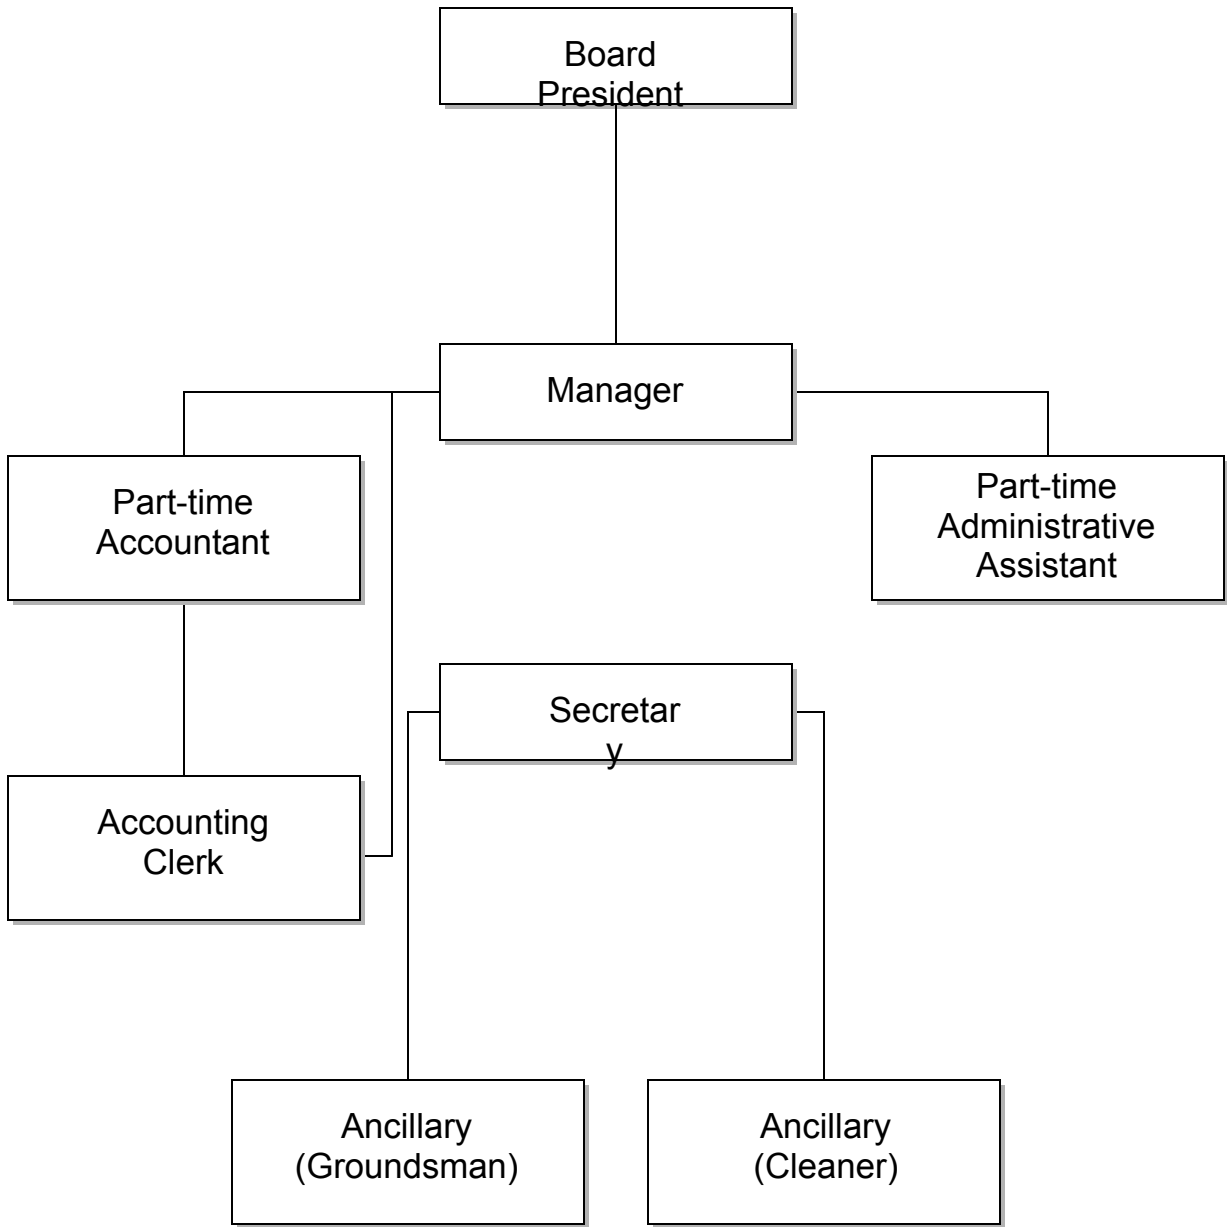 Board
President
Manager
Part-time
Accountant
Part-time
Administrative
Assistant
Secretar
y
Accounting
Clerk
Ancillary
(Groundsman)
Ancillary
(Cleaner)